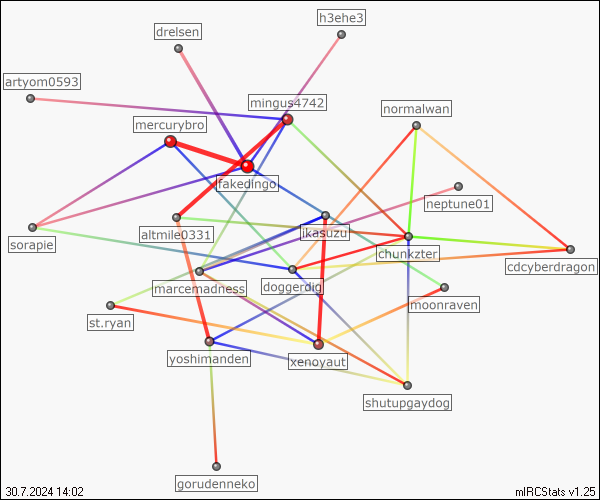 h3ehe3
drelsen
artyom0593
mingus4742
normalwan
mercurybro
fakedingo
neptune01
altmile0331
jkasuzu
sorapie
chunkzter
cdcyberdragon
marcemadness
doggerdig
moonraven
st.ryan
yoshimanden
xenoyaut
shutupgaydog
gorudenneko
30.7.2024 14:02
mIRCStats v1.25